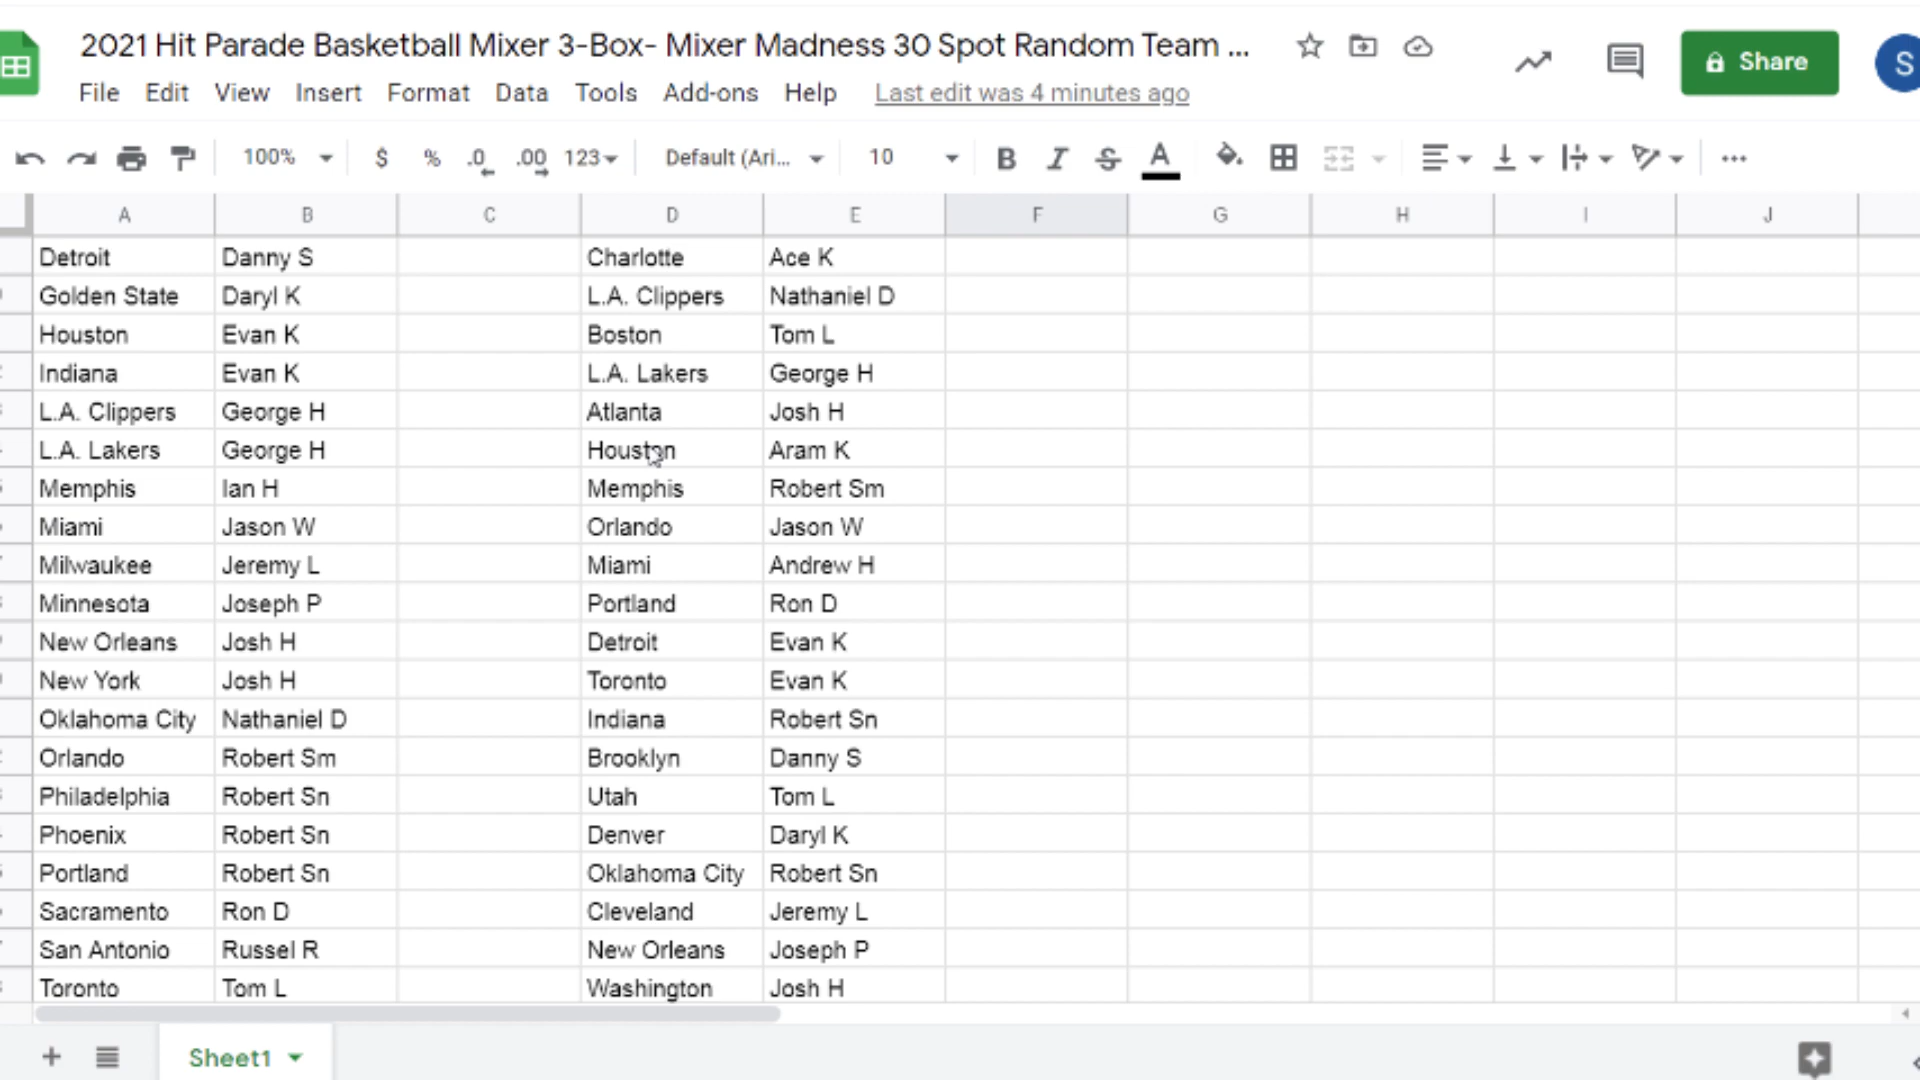 2021 Hit Parade Basketball Mixer 3-Box- Mixer Madness 30 Spot Random Team ...
Share
S
File Edit View Insert Format Data Tools Add-ons Help Last edit was 4 minutes ago
100% $ % .0 .00 123 Default (Ari... 10 B I S A
A B C D E F G H I J
Detroit Danny S Charlotte Ace K
Golden State Daryl K L.A. Clippers Nathaniel D
Houston Evan K Boston Tom L
Indiana Evan K L.A. Lakers George H
L.A. Clippers George H Atlanta Josh H
L.A. Lakers George H Houston Aram K
Memphis Ian H Memphis Robert Sm
Miami Jason W Orlando Jason W
Milwaukee Jeremy L Miami Andrew H
Minnesota Joseph P Portland Ron D
New Orleans Josh H Detroit Evan K
New York Josh H Toronto Evan K
Oklahoma City Nathaniel D Indiana Robert Sn
Orlando Robert Sm Brooklyn Danny S
Philadelphia Robert Sn Utah Tom L
Phoenix Robert Sn Denver Daryl K
Portland Robert Sn Oklahoma City Robert Sn
Sacramento Ron D Cleveland Jeremy L
San Antonio Russel R New Orleans Joseph P
Toronto Tom L Washington Josh H
Sheet1